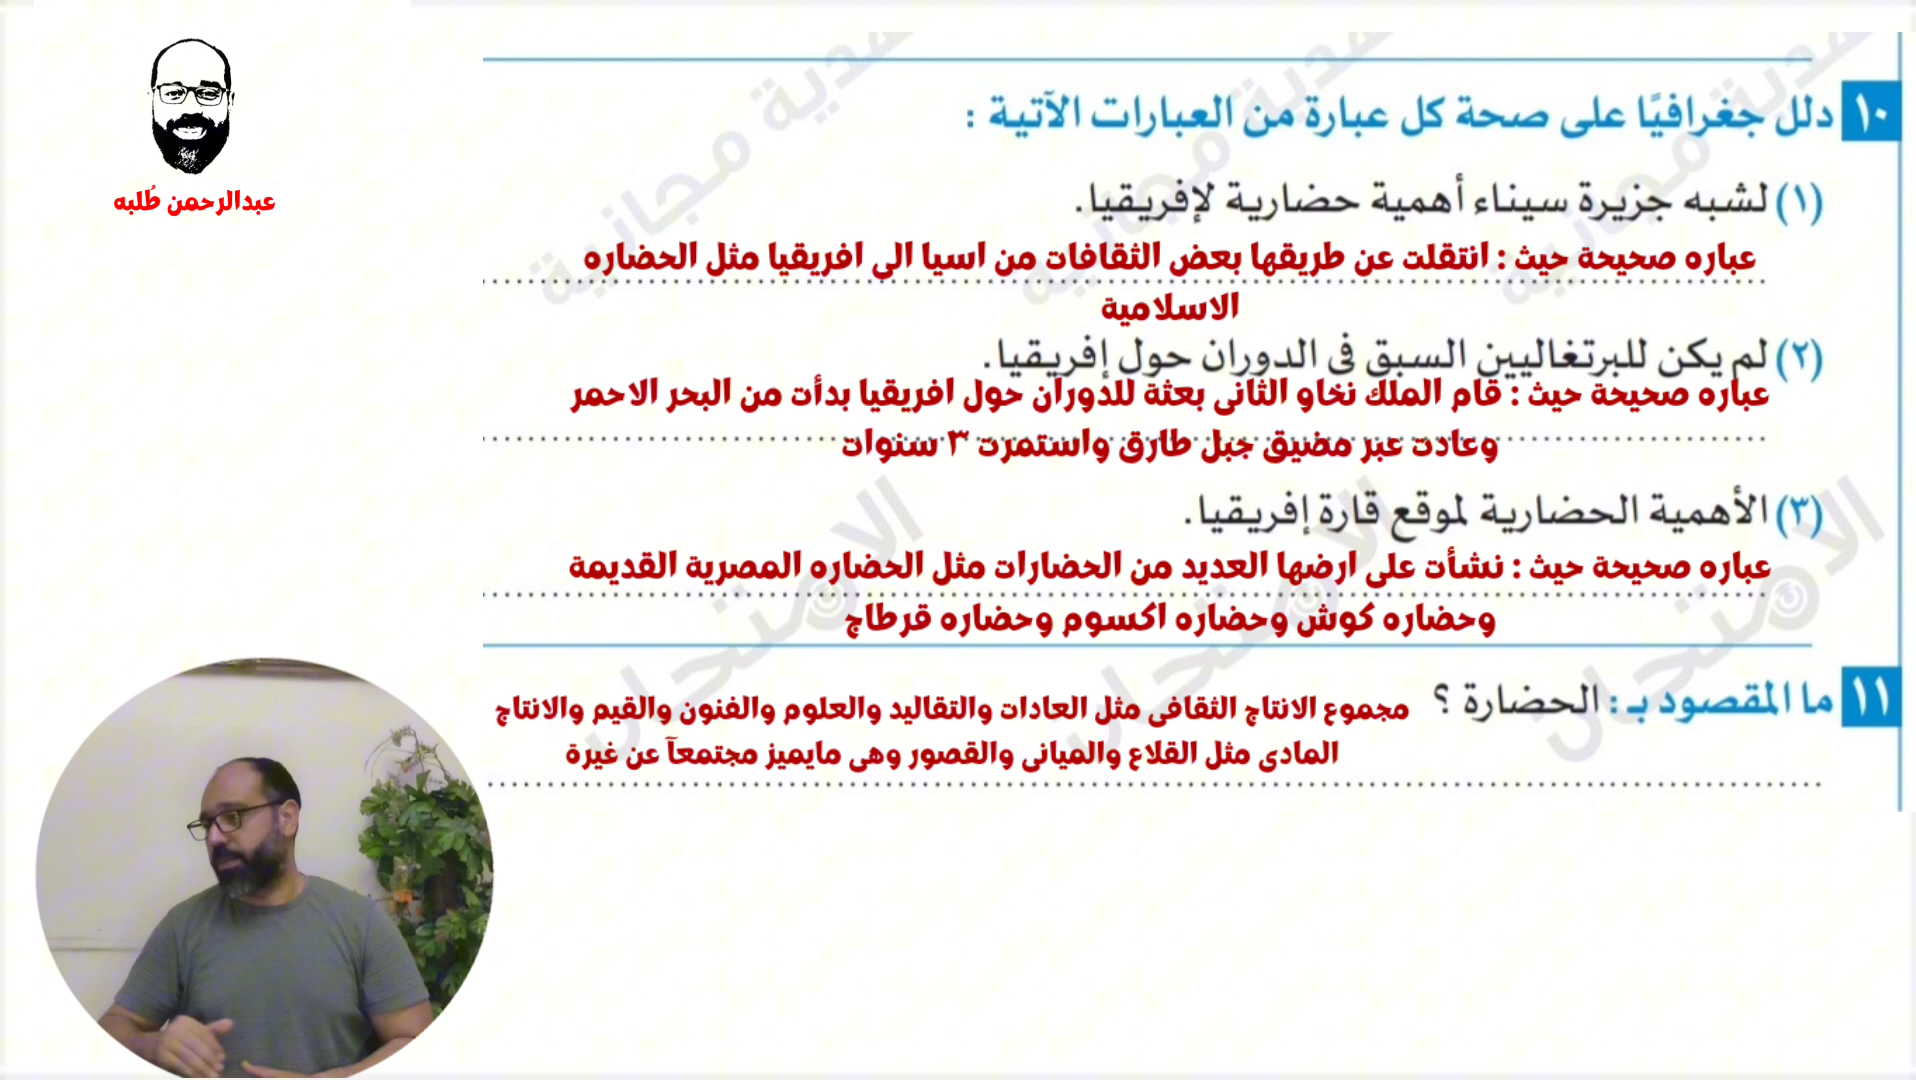 عبدالرحمن طُلبه
١٠ دلل جغرافيًا على صحة كل عبارة من العبارات الآتية :
(١) لشبه جزيرة سيناء أهمية حضارية لإفريقيا.
عباره صحيحة حيث : انتقلت عن طريقها بعض الثقافات من اسيا الى افريقيا مثل الحضاره
الاسلامية
(٢) لم يكن للبرتغاليين السبق فى الدوران حول إفريقيا.
عباره صحيحة حيث : قام الملك نخاو الثانى بعثة للدوران حول افريقيا بدأت من البحر الاحمر
وعادت عبر مضيق جبل طارق واستمرت ٣ سنوات
(٣) الأهمية الحضارية لموقع قارة إفريقيا.
عباره صحيحة حيث : نشأت على ارضها العديد من الحضارات مثل الحضاره المصرية القديمة
وحضاره كوش وحضاره اكسوم وحضاره قرطاج
١١ ما المقصود بـ : الحضارة ؟ مجموع الانتاج الثقافى مثل العادات والتقاليد والعلوم والفنون والقيم والانتاج
المادى مثل القلاع والمبانى والقصور وهى مايميز مجتمعآ عن غيرة
الامتحان
الامتحان
الامتحان